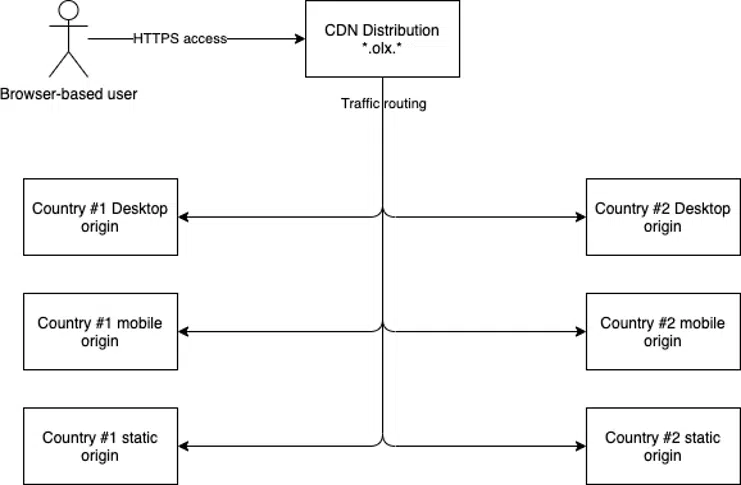 HTTPS access
CDN Distribution
*.olx.*
Browser-based user
Traffic routing
Country #1 Desktop
origin
Country #2 Desktop
origin
Country #1 mobile
origin
Country #2 mobile
origin
Country #1 static
origin
Country #2 static
origin